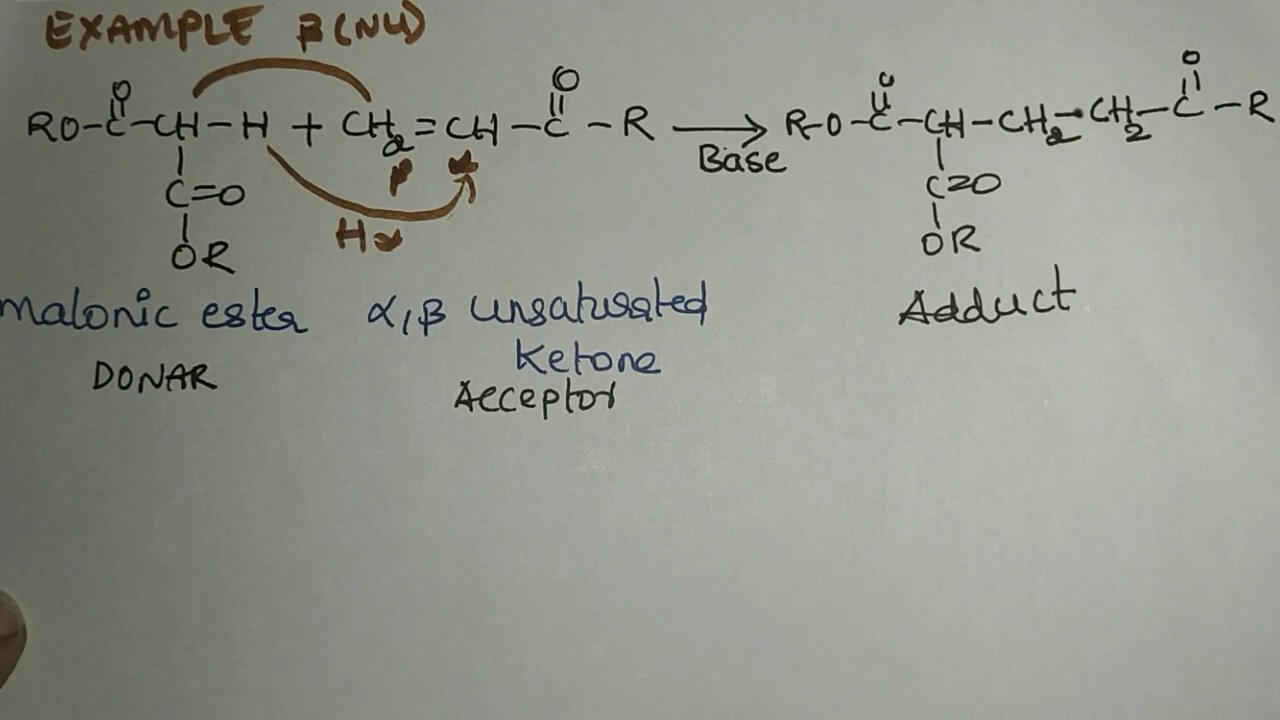 EXAMPLE β(NU)
O O O O
RO-C-CH-H + CH2=CH-C-R → R-O-C-CH-CH2-CH2-C-R
β α Base
C=O C=O
Hα
OR OR
malonic ester α,β unsaturated Adduct
Ketone
DONAR Acceptor